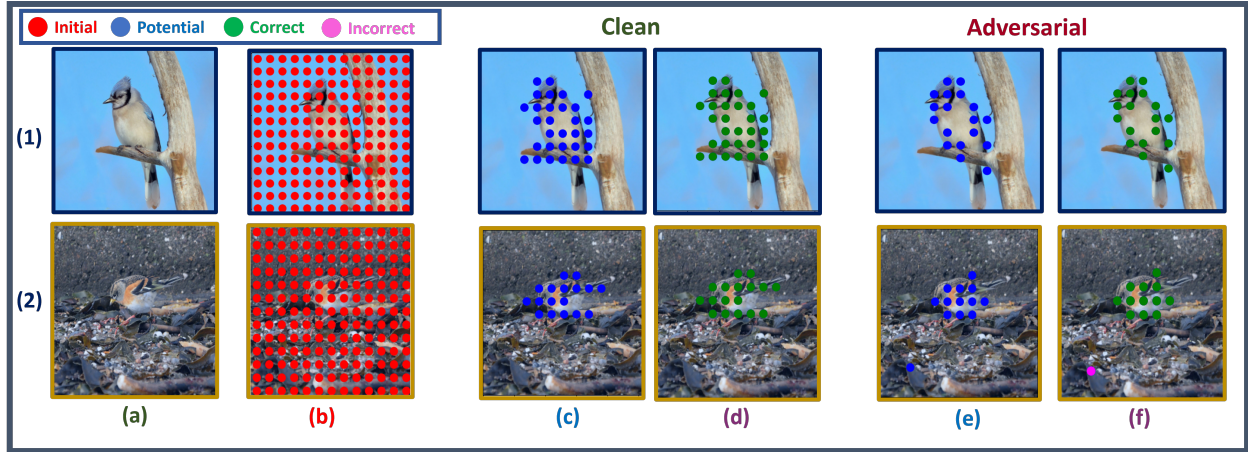 Initial Potential Correct Incorrect
Clean
Adversarial
(1)
(2)
(a) (b) (c) (d) (e) (f)